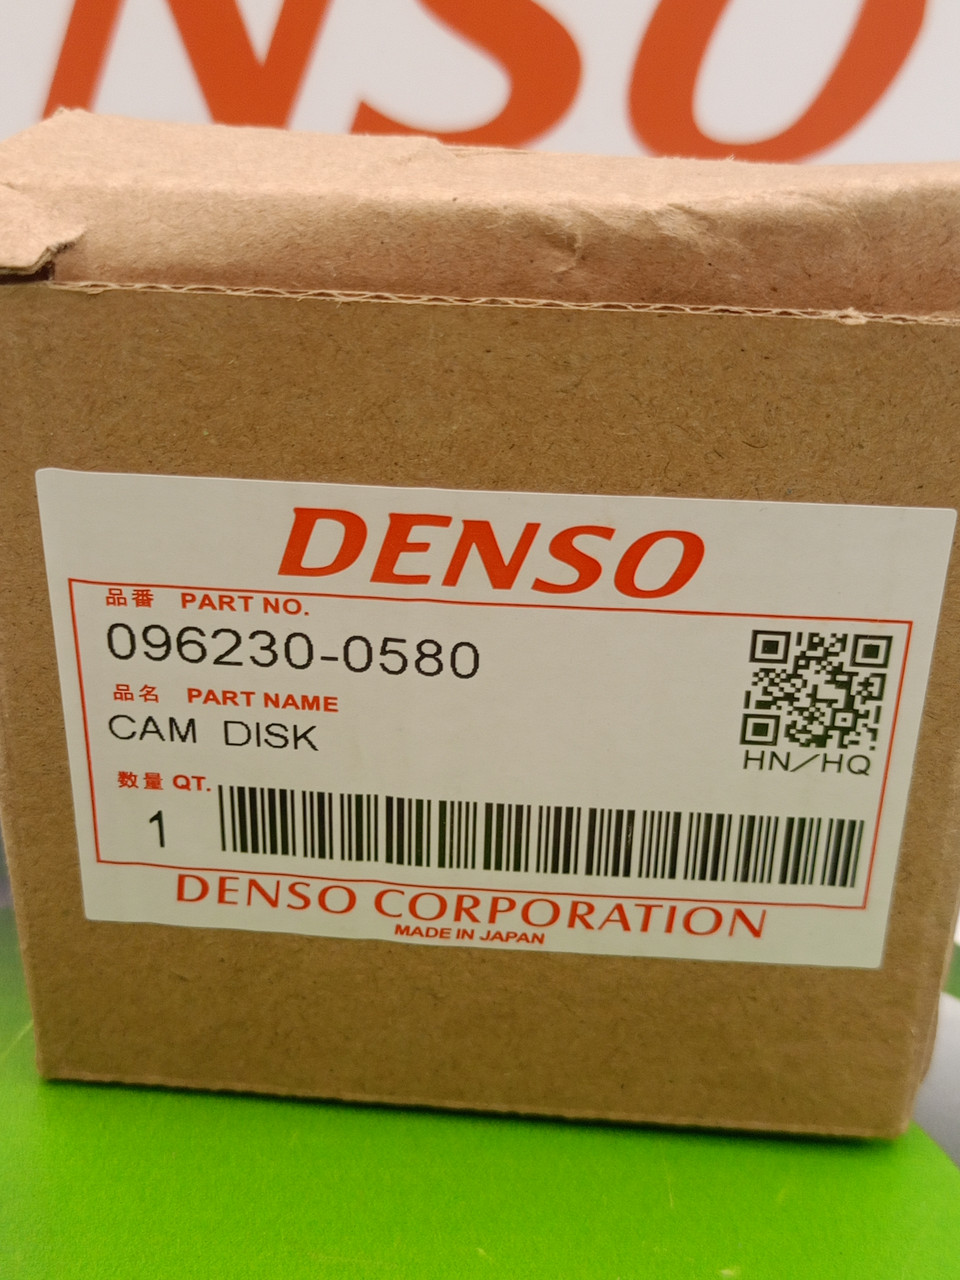 NSO
DENSO
品番 PART NO.
096230-0580
品名 PART NAME
CAM DISK
HN/HQ
数量 QT.
1
DENSO CORPORATION
MADE IN JAPAN